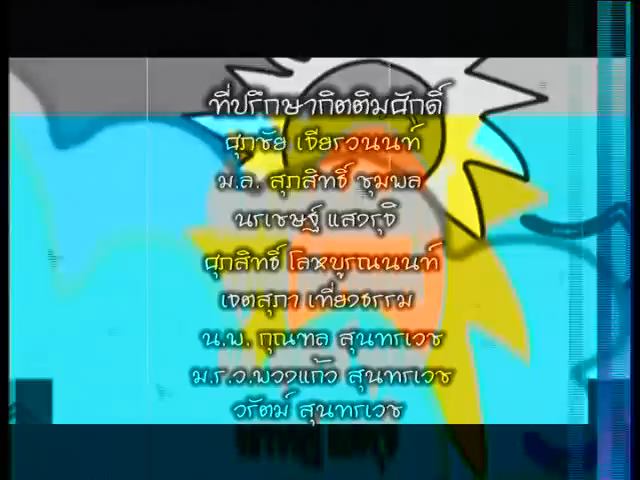 ที่ปรึกษากิตติมศักดิ์
ศุภชัย เจียรวนนท์
ม.ล. สุภสิทธิ์ ชุมพล
นรเชษฐ์ แสงรุจิ
ศุภสิทธิ์ โลหบูรณนนท์
เจตสุภา เที่ยงธรรม
น.พ. กุณฑล สุนทรเวช
ม.ร.ว.พวงแก้ว สุนทรเวช
วรัตม์ สุนทรเวช